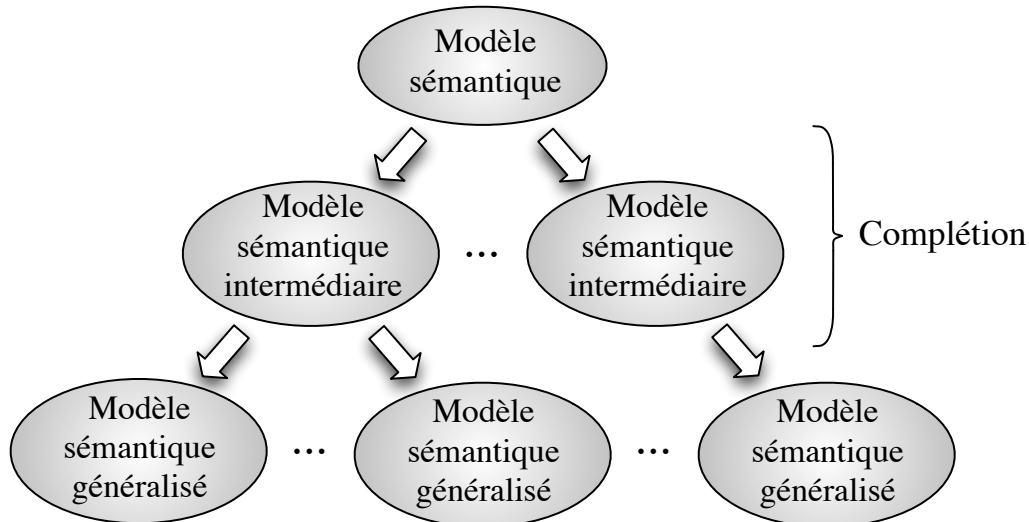 Modèle
sémantique
Modèle
sémantique
intermédiaire
...
Modèle
sémantique
intermédiaire
Complétion
Modèle
sémantique
généralisé
...
Modèle
sémantique
généralisé
...
Modèle
sémantique
généralisé